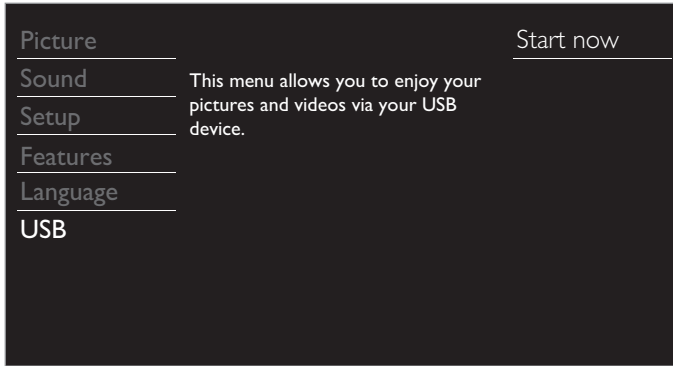 Picture
Sound
Setup
Features
Language
USB
This menu allows you to enjoy your
pictures and videos via your USB
device.
Start now